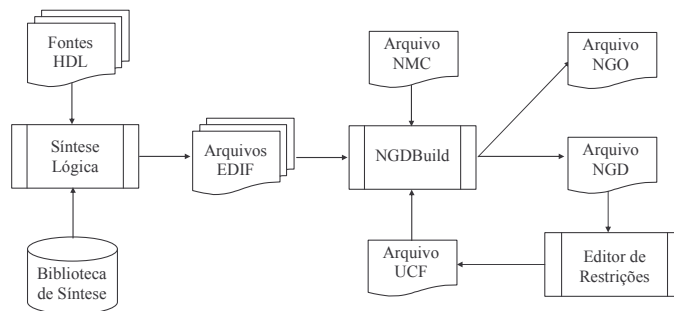 Fontes
HDL
Arquivo
NMC
Arquivo
NGO
Síntese
Lógica
Arquivos
EDIF
NGDBuild
Arquivo
NGD
Biblioteca
de Síntese
Arquivo
UCF
Editor de
Restrições